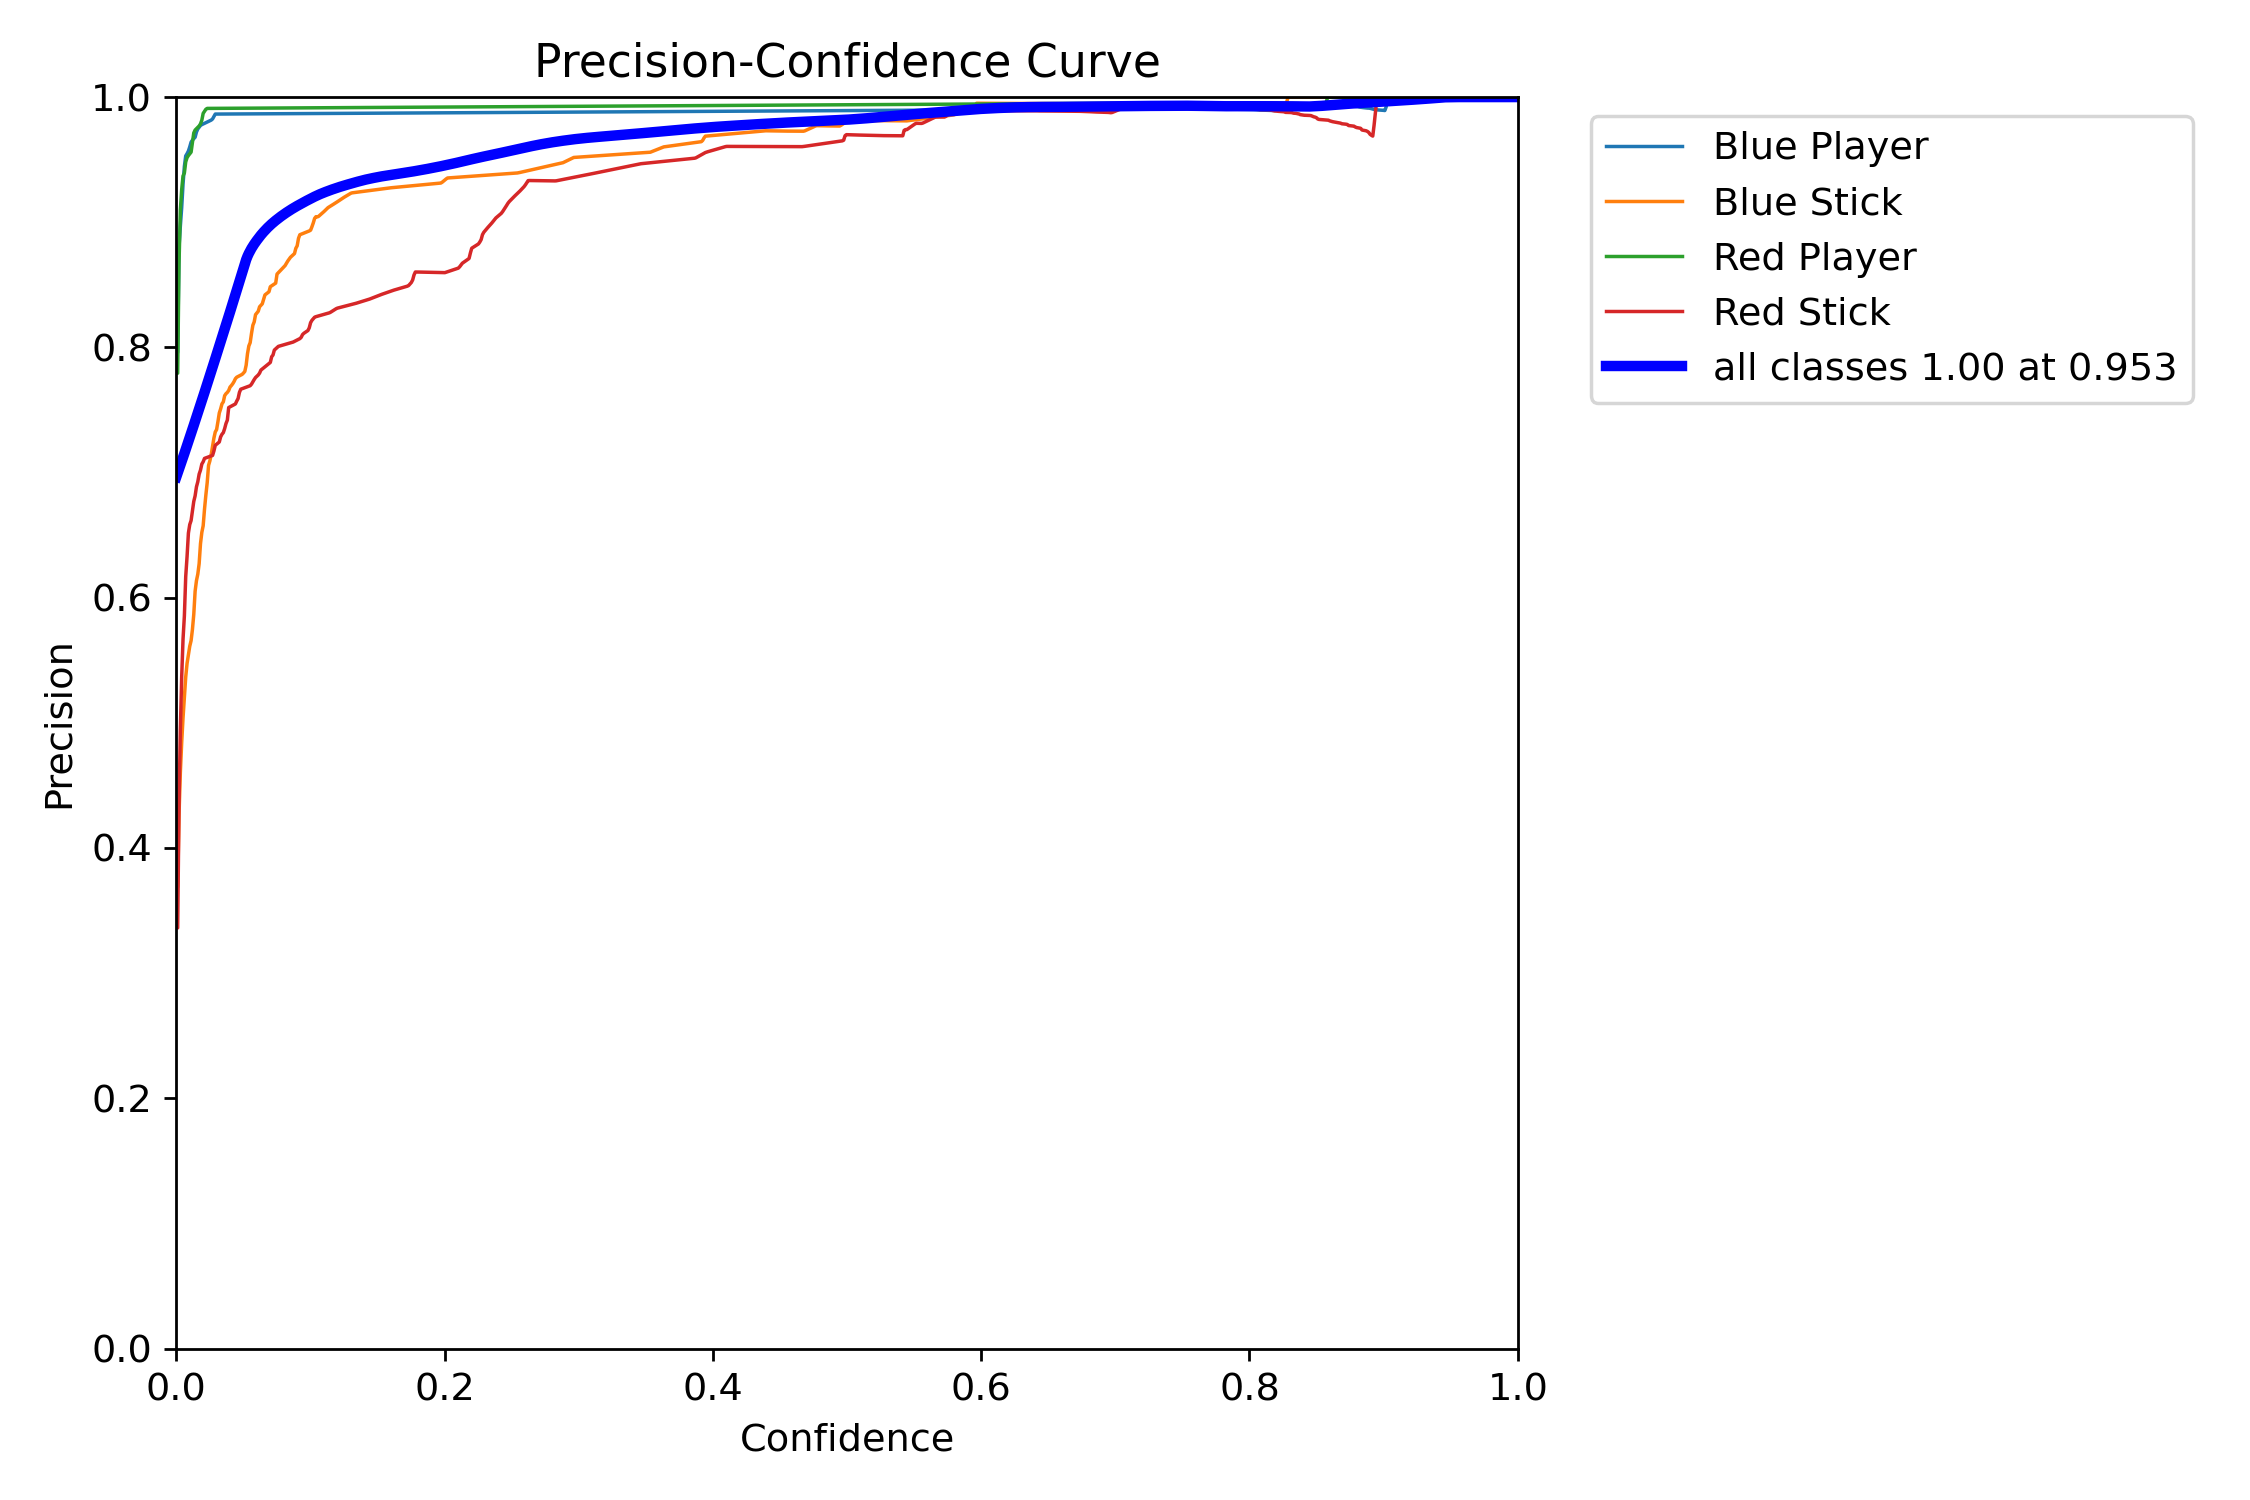 Precision-Confidence Curve
1.0
0.8
0.6
0.4
0.2
0.0
Precision
0.0 0.2 0.4 0.6 0.8 1.0
Confidence
Blue Player
Blue Stick
Red Player
Red Stick
all classes 1.00 at 0.953